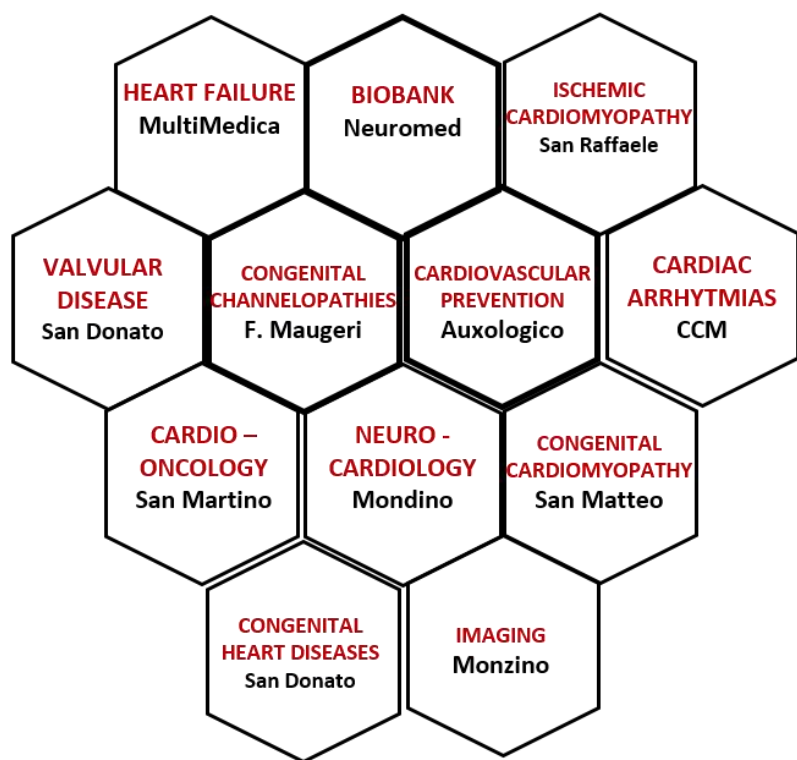 HEART FAILURE
MultiMedica
BIOBANK
Neuromed
ISCHEMIC
CARDIOMYOPATHY
San Raffaele
VALVULAR
DISEASE
San Donato
CONGENITAL
CHANNELOPATHIES
F. Maugeri
CARDIOVASCULAR
PREVENTION
Auxologico
CARDIAC
ARRHYTMIAS
CCM
CARDIO –
ONCOLOGY
San Martino
NEURO -
CARDIOLOGY
Mondino
CONGENITAL
CARDIOMYOPATHY
San Matteo
CONGENITAL
HEART DISEASES
San Donato
IMAGING
Monzino